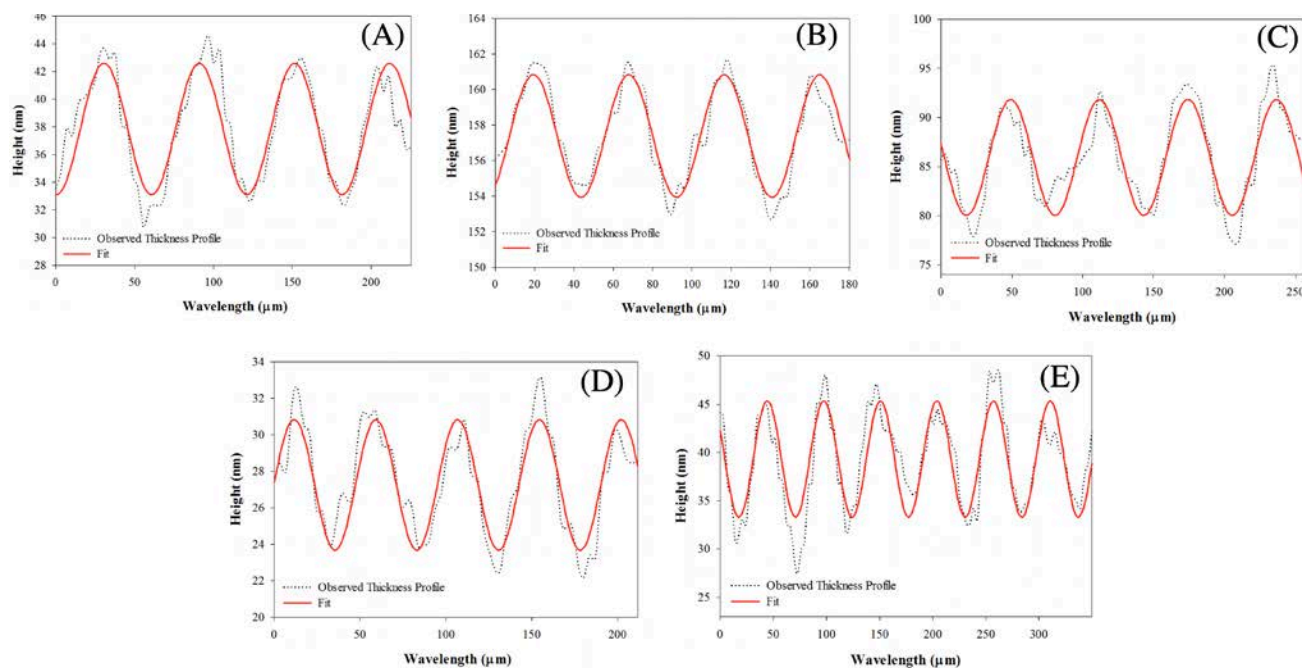 (A)
46
44
42
40
38
36
34
32
30
28
Height (nm)
Observed Thickness Profile
Fit
0 50 100 150 200
Wavelength (μm)
(B)
164
162
160
158
156
154
152
150
Height (nm)
Observed Thickness Profile
Fit
0 20 40 60 80 100 120 140 160 180
Wavelength (μm)
(C)
100
95
90
85
80
75
Height (nm)
Observed Thickness Profile
Fit
0 50 100 150 200 250
Wavelength (μm)
(D)
34
32
30
28
26
24
22
20
Height (nm)
Observed Thickness Profile
Fit
0 50 100 150 200
Wavelength (μm)
(E)
50
45
40
35
30
25
Height (nm)
Observed Thickness Profile
Fit
0 50 100 150 200 250 300
Wavelength (μm)